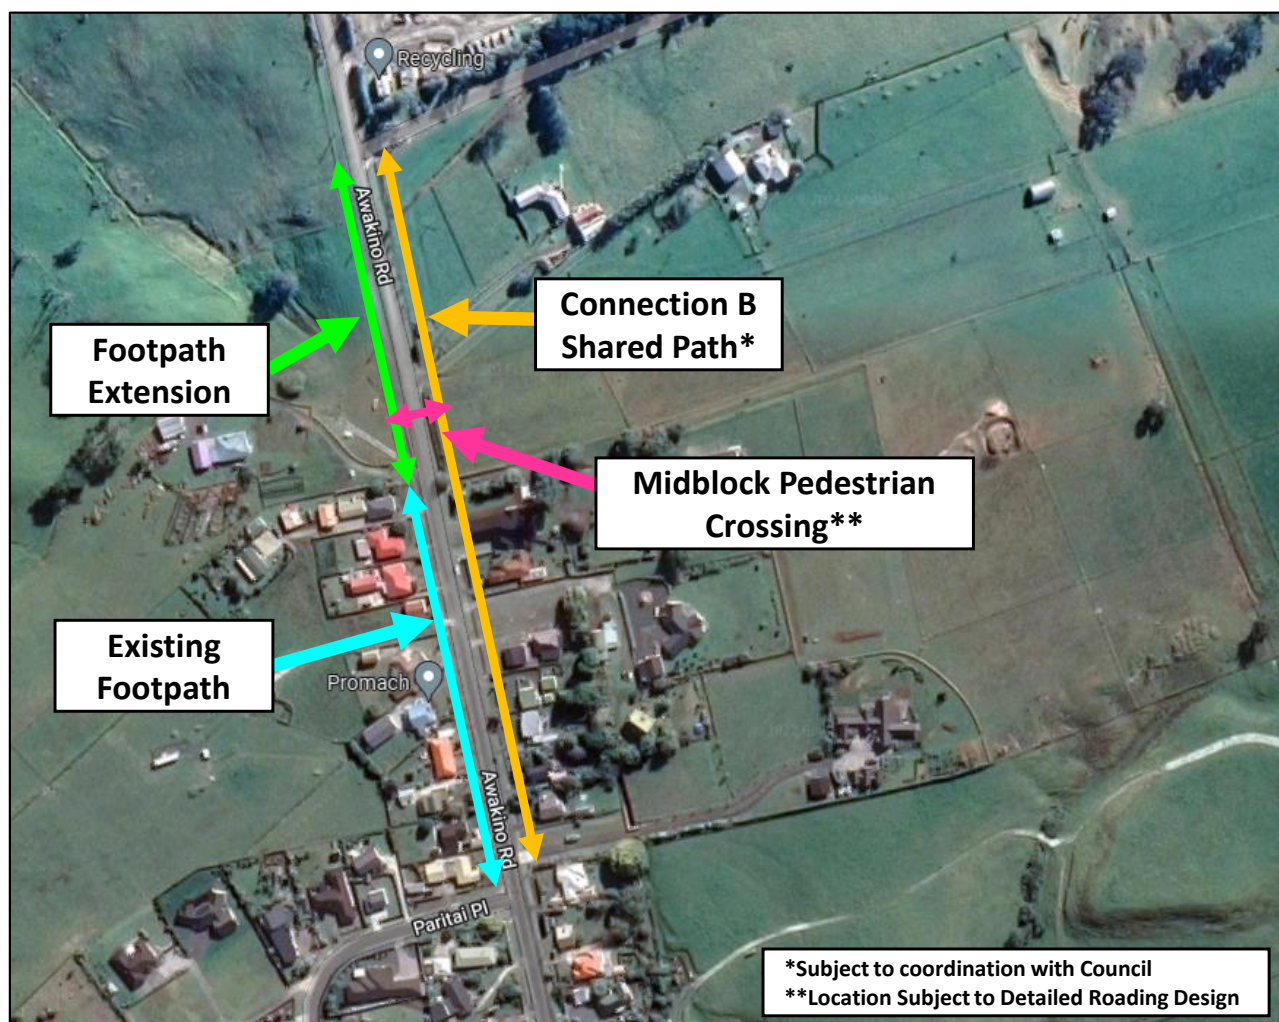 Recycling
Awakino Rd
Connection B
Shared Path*
Footpath
Extension
Midblock Pedestrian
Crossing**
Existing
Footpath
Promach
Awakino Rd
Paritai Pl
*Subject to coordination with Council
**Location Subject to Detailed Roading Design